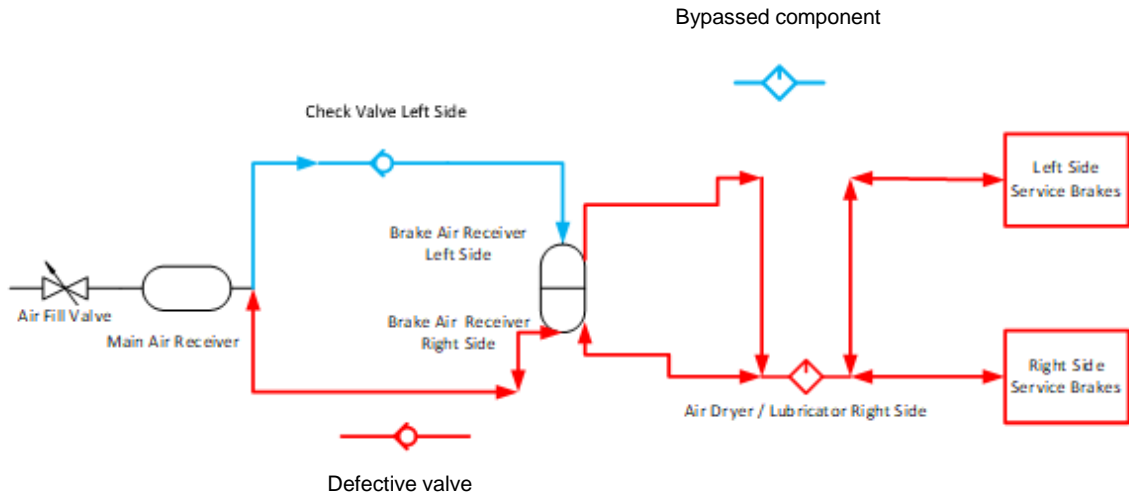 Bypassed component
Check Valve Left Side
Left Side
Service Brakes
Brake Air Receiver
Left Side
Air Fill Valve
Main Air Receiver
Brake Air Receiver
Right Side
Right Side
Service Brakes
Air Dryer / Lubricator Right Side
Defective valve